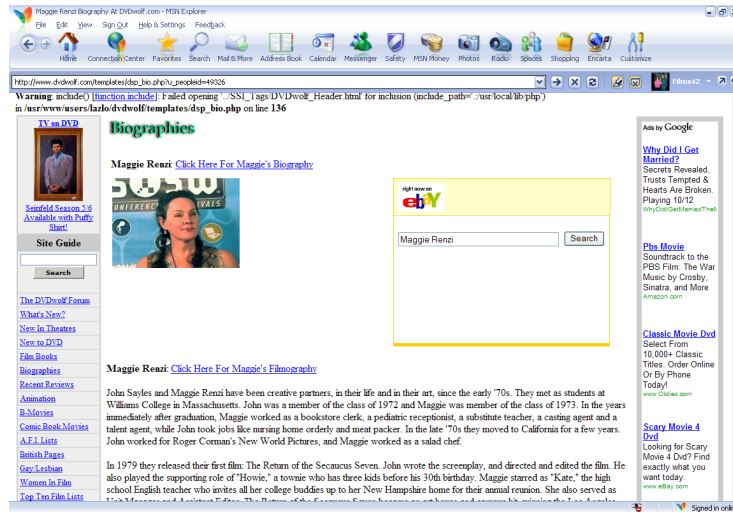 Maggie Renzi Biography At DVDwolf.com - MSN Explorer
File Edit View Sign Out Help & Settings Feedback
Home Connection Center Favorites Search Mail & More Address Book Calendar Messenger Safety MSN Money Photos Radio Spaces Shopping Encarta Customize
http://www.dvdwolf.com/templates/dsp_bio.php?u_peopleid=49326
Films42
Warning: include() [function.include]: Failed opening '../SSI_Tags/DVDwolf_Header.html' for inclusion (include_path='.:/usr/local/lib/php')
in /usr/www/users/lazlo/dvdwolf/templates/dsp_bio.php on line 136
TV on DVD
Seinfeld Season 5/6
Available with Puffy
Shirt!
Site Guide
Search
The DVDwolf Forum
What's New?
New In Theatres
New to DVD
Film Books
Biographies
Recent Reviews
Animation
B-Movies
Comic Book Movies
A.F.I. Lists
British Pages
Gay/Lesbian
Women In Film
Top Ten Film Lists
Biographies
Maggie Renzi: Click Here For Maggie's Biography
SXSW
CONFERENCE
right now on
ebY
Maggie Renzi
Search
Maggie Renzi: Click Here For Maggie's Filmography
John Sayles and Maggie Renzi have been creative partners, in their life and in their art, since the early '70s. They met as students at
Williams College in Massachusetts. John was a member of the class of 1972 and Maggie was member of the class of 1973. In the years
immediately after graduation, Maggie worked as a bookstore clerk, a pediatric receptionist, a substitute teacher, a casting agent and a
talent agent, while John took jobs like nursing home orderly and meat packer. In the late '70s they moved to California for a few years.
John worked for Roger Corman's New World Pictures, and Maggie worked as a salad chef.
In 1979 they released their first film: The Return of the Secaucus Seven. John wrote the screenplay, and directed and edited the film. He
also played the supporting role of "Howie," a townie who has three kids before his 30th birthday. Maggie starred as "Kate," the high
school English teacher who invites all her college buddies up to her New Hampshire home for their annual reunion. She also served as
Ads by Google
Why Did I Get
Married?
Secrets Revealed,
Trusts Tempted &
Hearts Are Broken.
Playing 10/12
WhyDidIGetMarriedTheM
Pbs Movie
Soundtrack to the
PBS Film: The War
Music by Crosby,
Sinatra, and More
Amazon.com
Classic Movie Dvd
Select From
10,000+ Classic
Titles. Order Online
Or By Phone
Today!
www.Oldies.com
Scary Movie 4
Dvd
Looking for Scary
Movie 4 Dvd? Find
exactly what you
want today.
www.eBay.com
Signed in onli